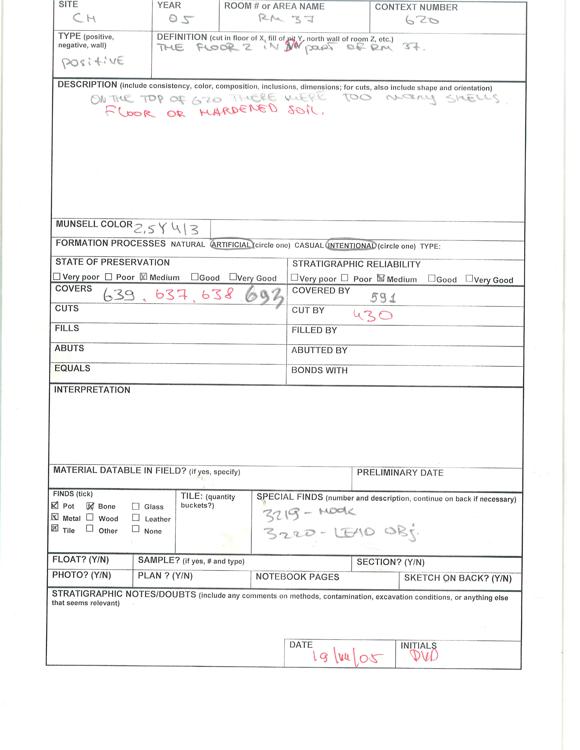 SITE YEAR ROOM # or AREA NAME CONTEXT NUMBER
CH 05 RM 37 620
TYPE (positive, negative, wall) DEFINITION (cut in floor of X, fill of pit Y, north wall of room Z, etc.)
positive THE FLOOR 2 IN part OF RM 37.
DESCRIPTION (include consistency, color, composition, inclusions, dimensions; for cuts, also include shape and orientation)
ON THE TOP OF 620 THERE WERE TOO MANY SHELLS
FLOOR OR HARDENED SOIL.
MUNSELL COLOR 2,5Y 4/3
FORMATION PROCESSES NATURAL ARTIFICIAL (circle one) CASUAL INTENTIONAL (circle one) TYPE:
STATE OF PRESERVATION STRATIGRAPHIC RELIABILITY
Very poor Poor Medium Good Very Good Very poor Poor Medium Good Very Good
COVERS 639, 637, 638 693 COVERED BY 591
CUTS CUT BY 430
FILLS FILLED BY
ABUTS ABUTTED BY
EQUALS BONDS WITH
INTERPRETATION
MATERIAL DATABLE IN FIELD? (if yes, specify) PRELIMINARY DATE
FINDS (tick) TILE: (quantity buckets?) SPECIAL FINDS (number and description, continue on back if necessary)
Pot Bone Glass 3219 - HOOK
Metal Wood Leather 3220 - LEAD OBJ.
Tile Other None
FLOAT? (Y/N) SAMPLE? (if yes, # and type) SECTION? (Y/N)
PHOTO? (Y/N) PLAN ? (Y/N) NOTEBOOK PAGES SKETCH ON BACK? (Y/N)
STRATIGRAPHIC NOTES/DOUBTS (include any comments on methods, contamination, excavation conditions, or anything else
that seems relevant)
DATE INITIALS
19/VII/05 DVD